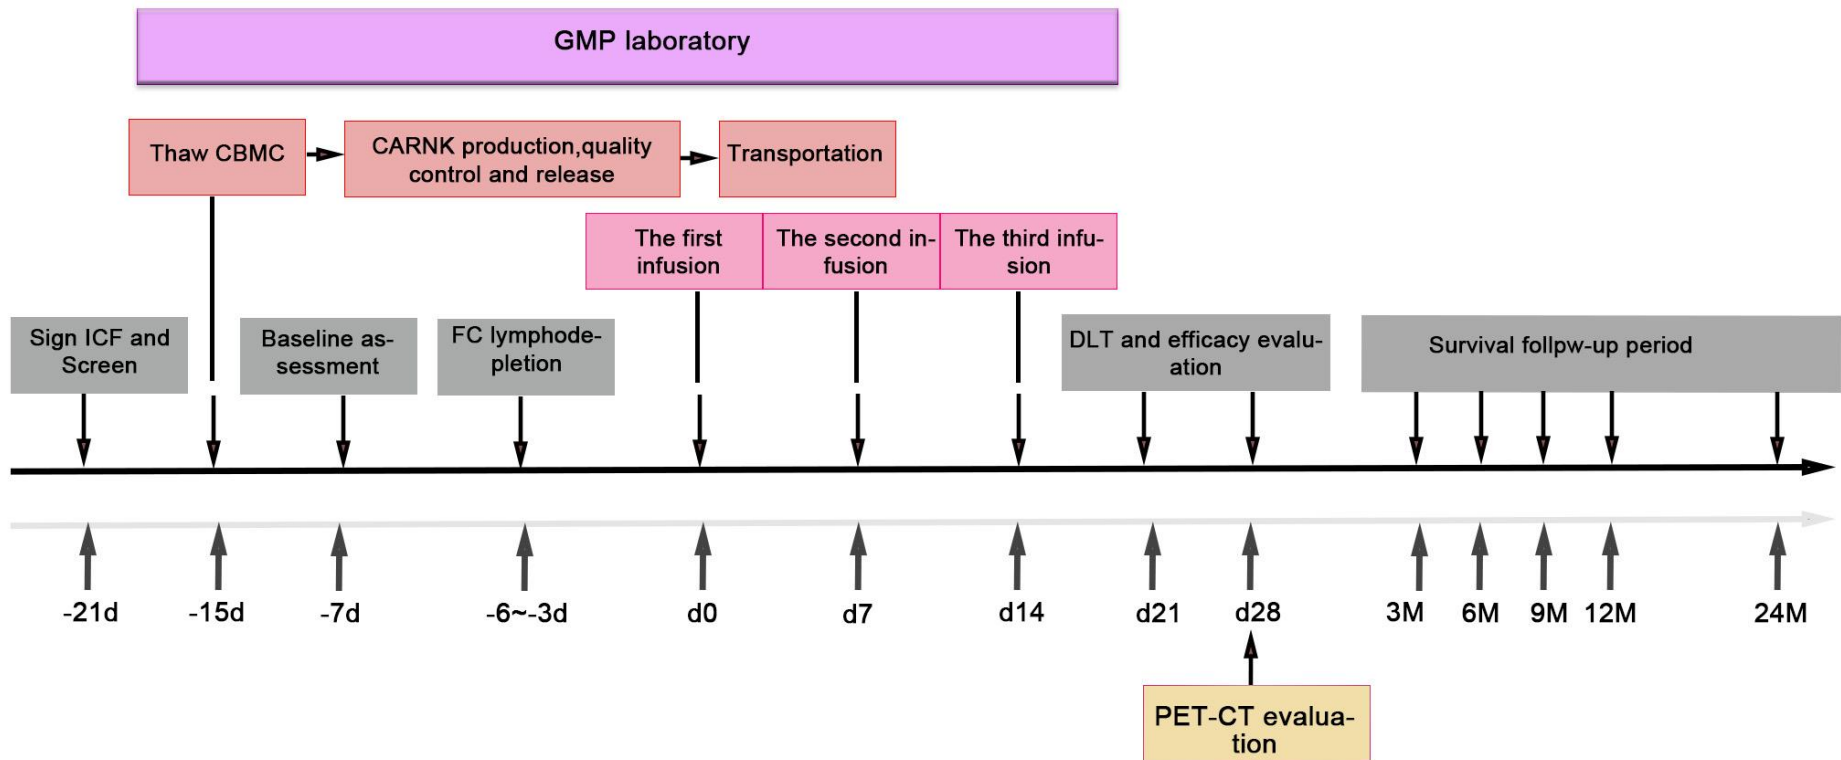 GMP laboratory
Thaw CBMC
CARNK production,quality
control and release
Transportation
The first
infusion
The second in-
fusion
The third infu-
sion
Sign ICF and
Screen
Baseline as-
sessment
FC lymphode-
pletion
DLT and efficacy evalu-
ation
Survival follpw-up period
-21d
-15d
-7d
-6~-3d
d0
d7
d14
d21
d28
3M
6M
9M
12M
24M
PET-CT evalua-
tion